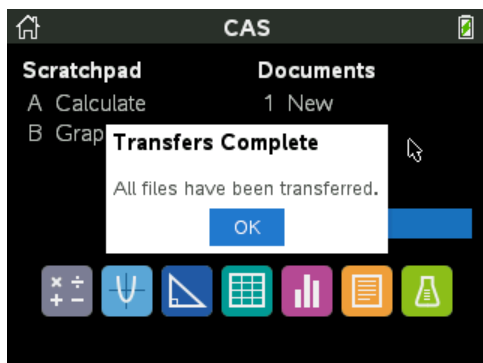 CAS
Scratchpad
A Calculate
B Grap
Documents
1 New
Transfers Complete
All files have been transferred.
OK